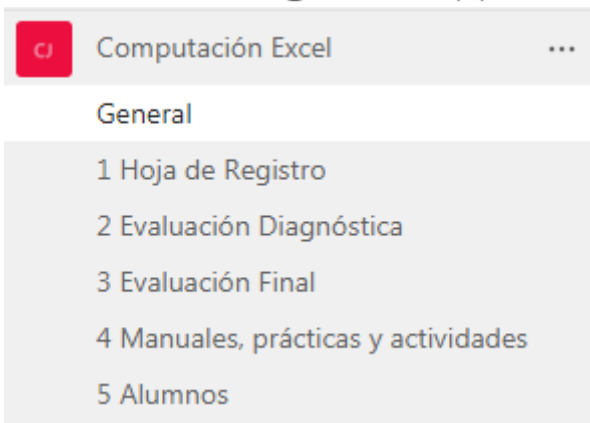 CJ Computación Excel ...
General
1 Hoja de Registro
2 Evaluación Diagnóstica
3 Evaluación Final
4 Manuales, prácticas y actividades
5 Alumnos